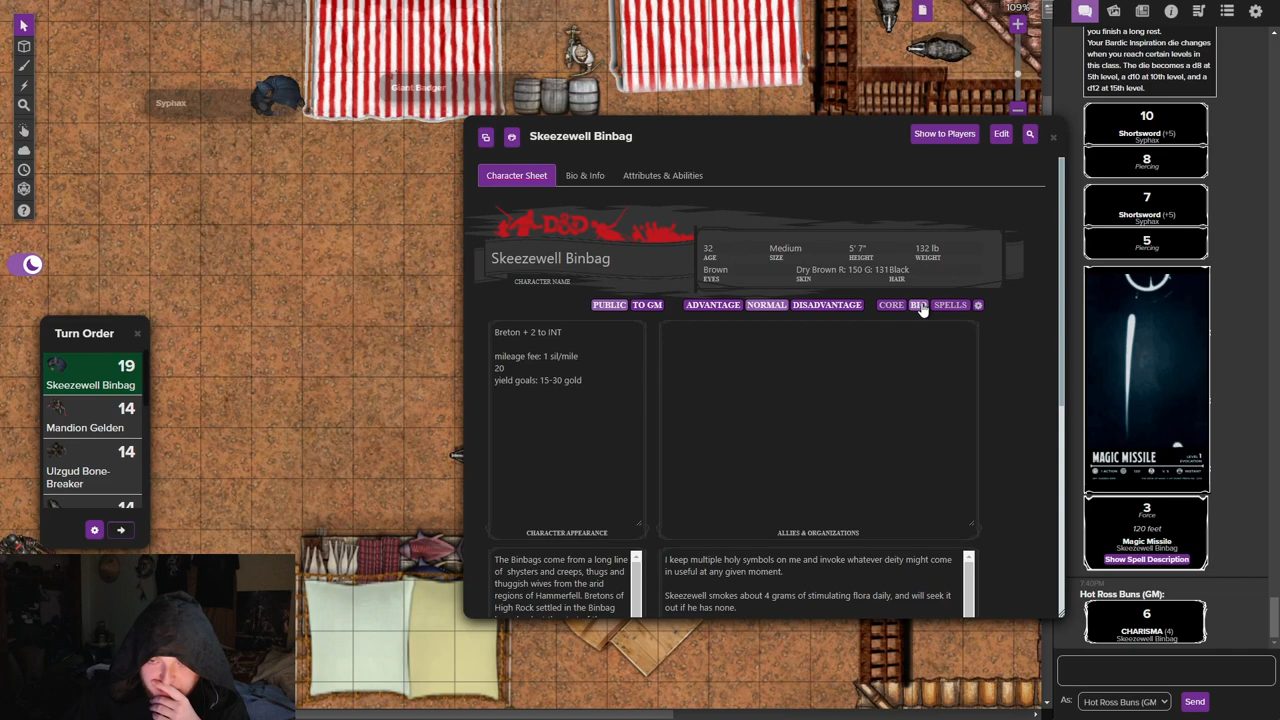 109%
Syphax
Giant Badger
Skeezewell Binbag
Show to Players
Edit
Character Sheet
Bio & Info
Attributes & Abilities
D&D
Skeezewell Binbag
CHARACTER NAME
32
Medium
5' 7"
132 lb
AGE
SIZE
HEIGHT
WEIGHT
Brown
Dry Brown R: 150 G: 131
Black
EYES
SKIN
HAIR
PUBLIC
TO GM
ADVANTAGE
NORMAL
DISADVANTAGE
CORE
BIO
SPELLS
Breton + 2 to INT
mileage fee: 1 sil/mile
20
yield goals: 15-30 gold
CHARACTER APPEARANCE
ALLIES & ORGANIZATIONS
The Binbags come from a long line
of shysters and creeps, thugs and
thuggish wives from the arid
regions of Hammerfell. Bretons of
High Rock settled in the Binbag
I keep multiple holy symbols on me and invoke whatever deity might come
in useful at any given moment.
Skeezewell smokes about 4 grams of stimulating flora daily, and will seek it
out if he has none.
Turn Order
19
Skeezewell Binbag
14
Mandion Gelden
14
Ulzgud Bone-
Breaker
14
you finish a long rest.
Your Bardic Inspiration die changes
when you reach certain levels in
this class. The die becomes a d8 at
5th level, a d10 at 10th level, and a
d12 at 15th level.
10
Shortsword (+5)
Syphax
8
Piercing
7
Shortsword (+5)
Syphax
5
Piercing
MAGIC MISSILE
LEVEL 1
EVOCATION
1 ACTION
120
V, S
INSTANT
3
Force
120 feet
Magic Missile
Skeezewell Binbag
Show Spell Description
7:40PM
Hot Ross Buns (GM):
6
CHARISMA (4)
Skeezewell Binbag
As:
Hot Ross Buns (GM
Send